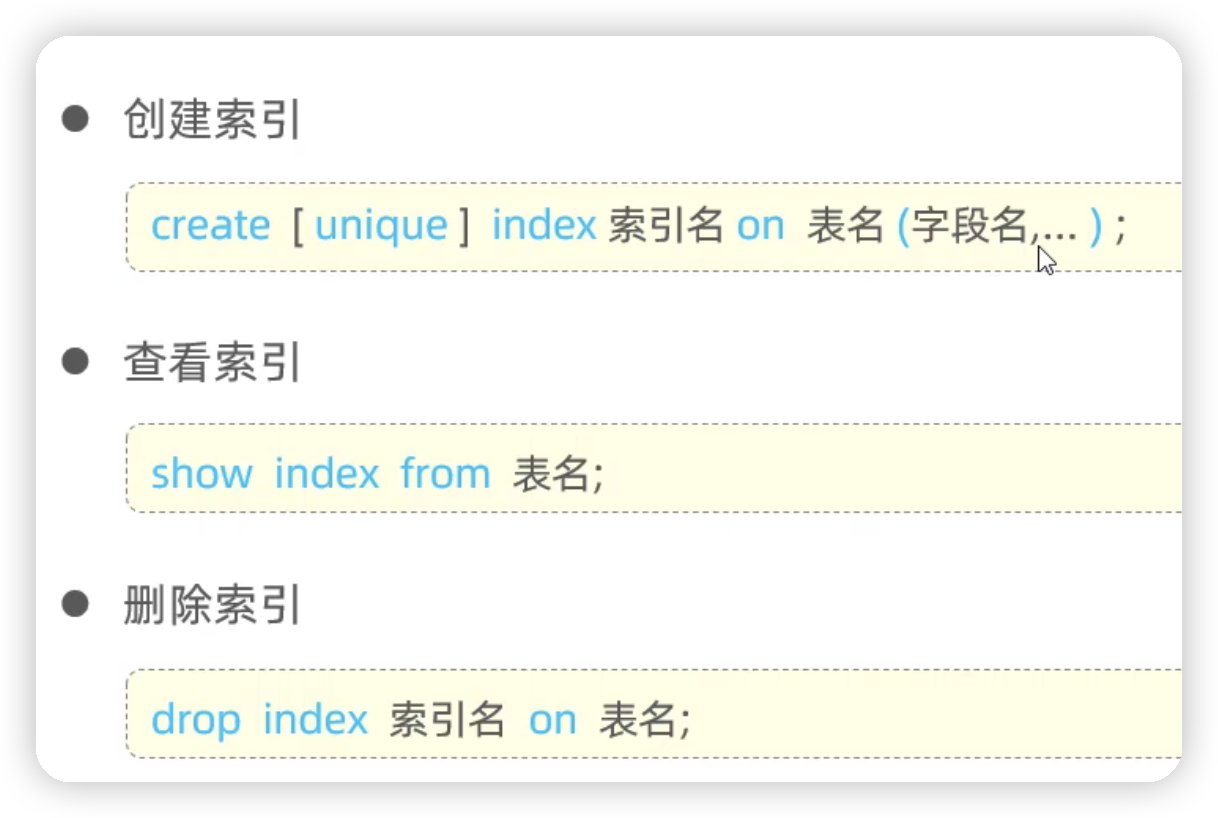 创建索引
create [ unique ] index 索引名 on 表名 (字段名,... ) ;
查看索引
show index from 表名;
删除索引
drop index 索引名 on 表名;